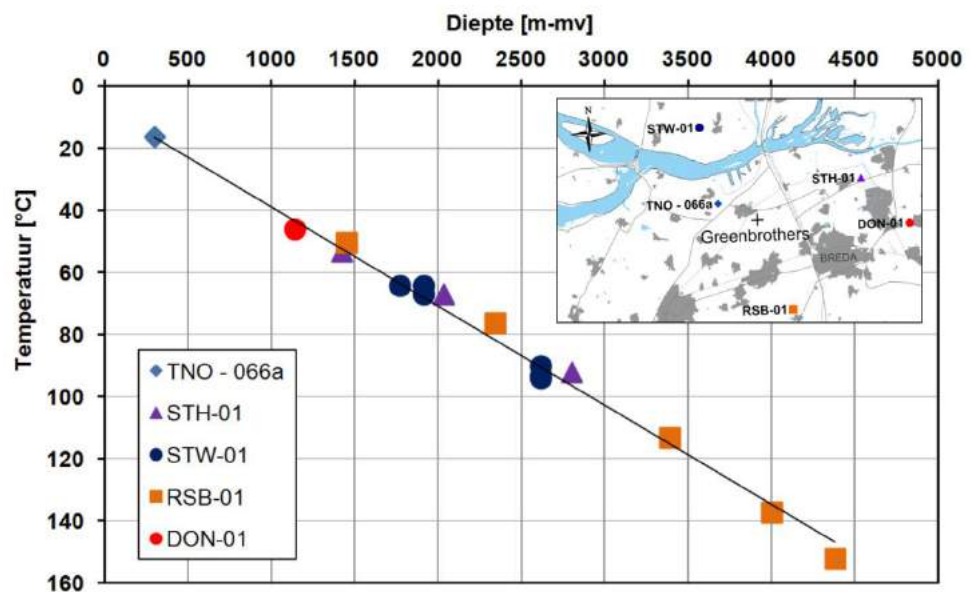 Diepte [m-mv]
0 500 1000 1500 2000 2500 3000 3500 4000 4500 5000
Temperatuur [°C]
0
20
40
60
80
100
120
140
160
N
STW-01
STH-01
TNO - 066a
DON-01
Greenbrothers
BREDA
RSB-01
TNO - 066a
STH-01
STW-01
RSB-01
DON-01